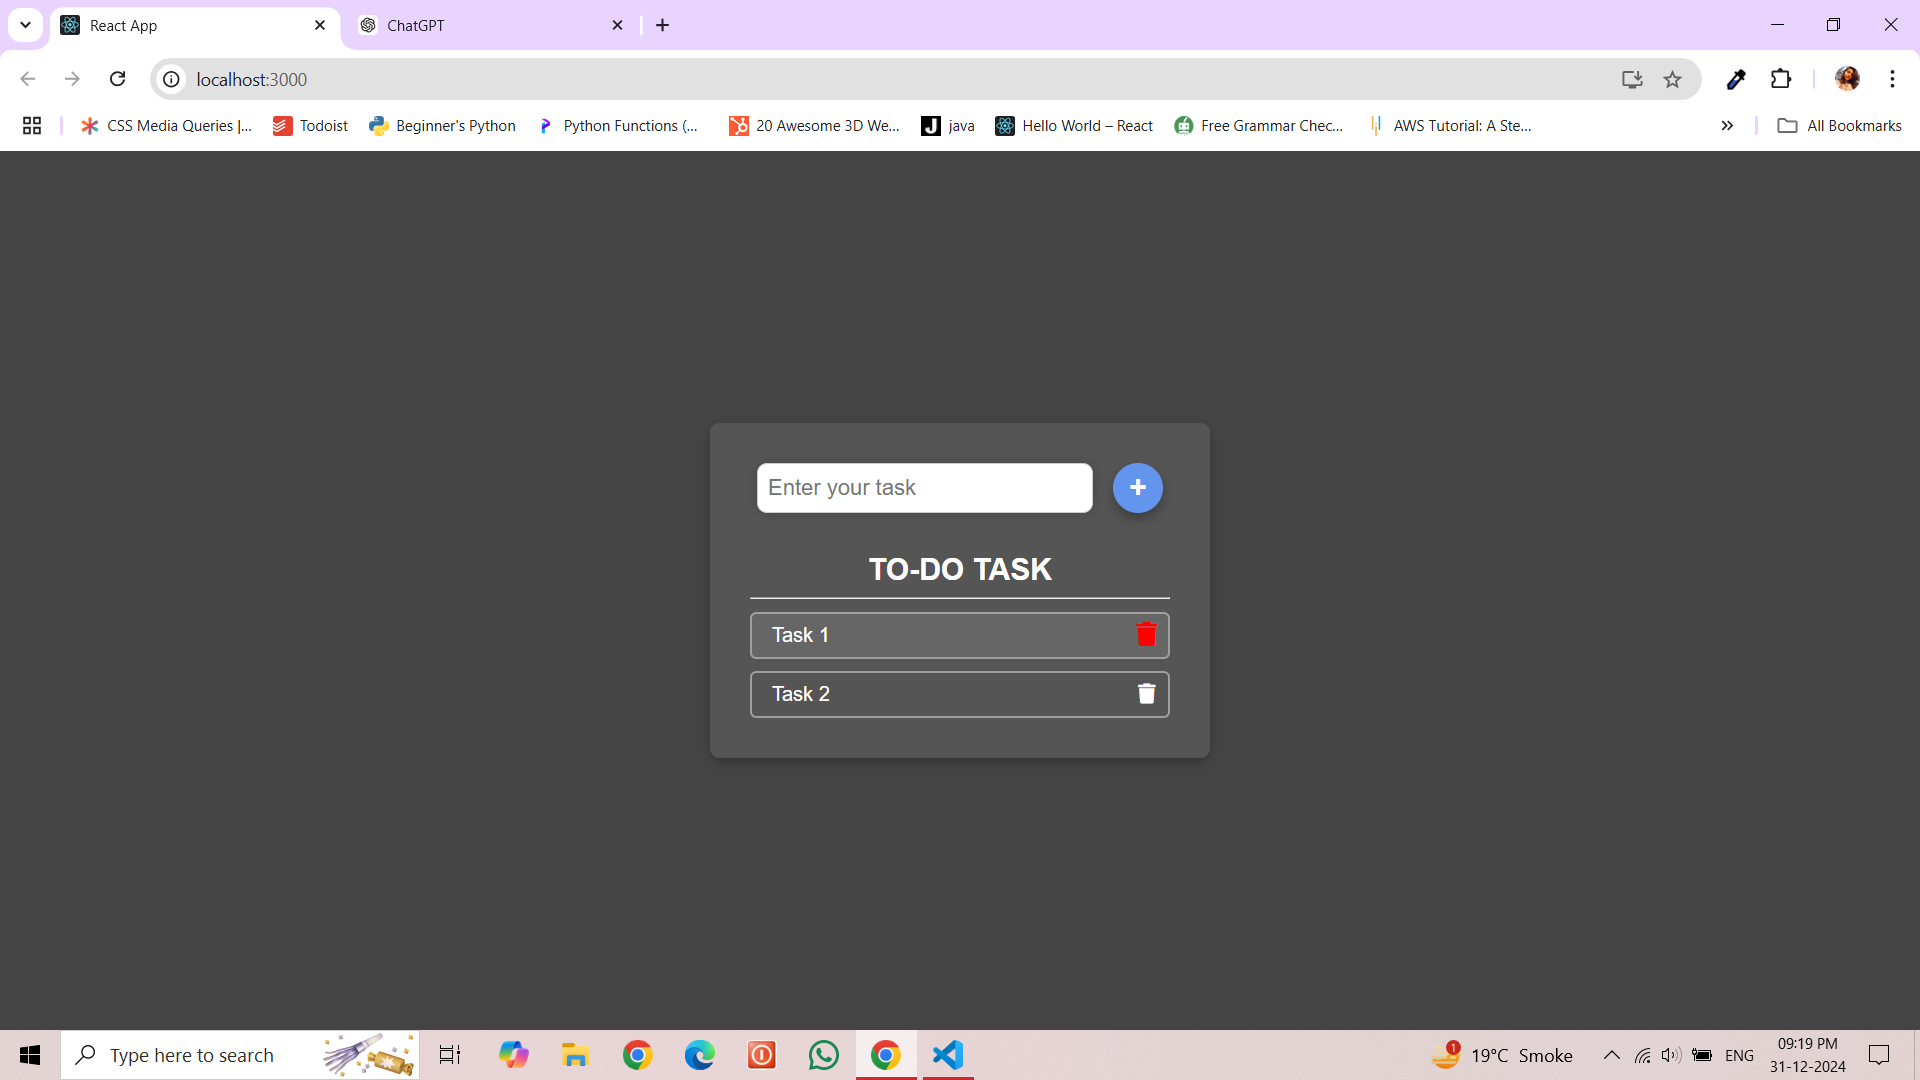 React App
ChatGPT
localhost:3000
CSS Media Queries |...
Todoist
Beginner's Python
Python Functions (...
20 Awesome 3D We...
java
Hello World – React
Free Grammar Chec...
AWS Tutorial: A Ste...
All Bookmarks
Enter your task
TO-DO TASK
Task 1
Task 2
Type here to search
1
19°C Smoke
ENG
09:19 PM
31-12-2024